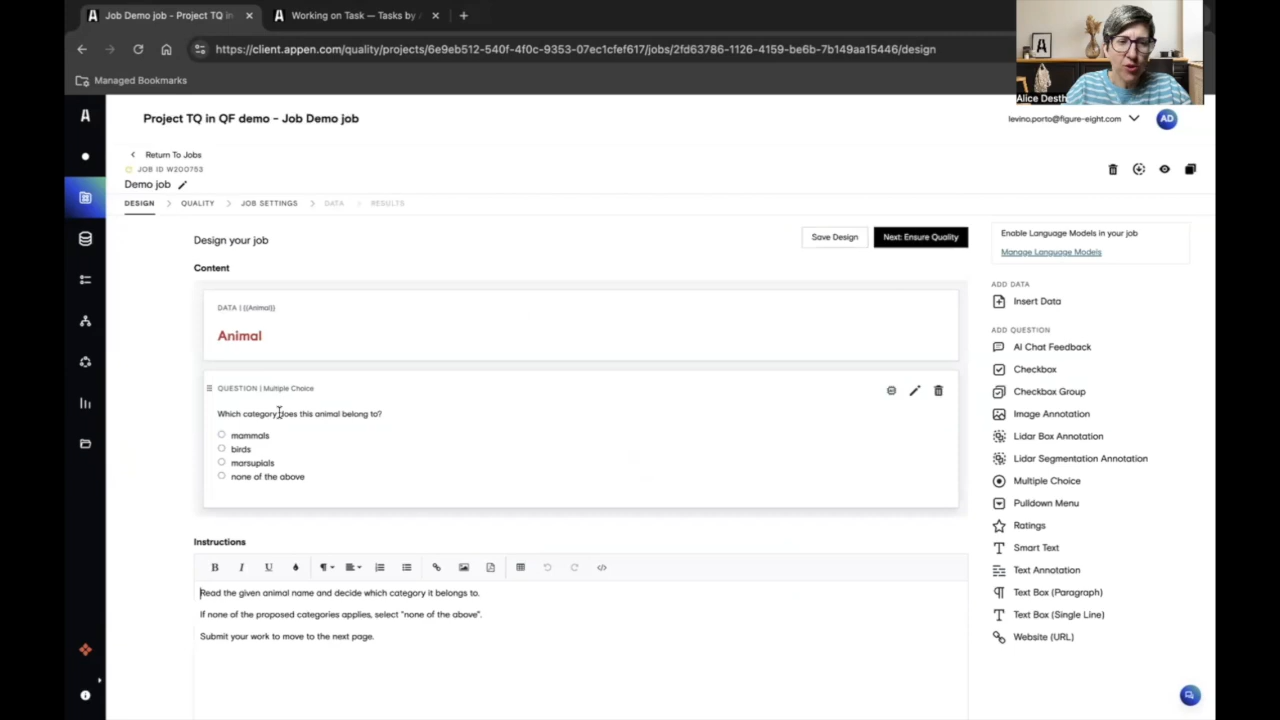 Job Demo job - Project TQ in
Working on Task — Tasks by
https://client.appen.com/quality/projects/6e9eb512-540f-4f0c-9353-07ec1cfef617/jobs/2fd63786-1126-4159-be6b-7b149aa15446/design
Managed Bookmarks
Alice Desth
Project TQ in QF demo - Job Demo job
levino.porto@figure-eight.com
AD
Return To Jobs
JOB ID W200753
Demo job
DESIGN
QUALITY
JOB SETTINGS
DATA
RESULTS
Design your job
Save Design
Next: Ensure Quality
Content
DATA | {{Animal}}
Animal
QUESTION | Multiple Choice
Which category does this animal belong to?
mammals
birds
marsupials
none of the above
Instructions
B I U
Read the given animal name and decide which category it belongs to.
If none of the proposed categories applies, select "none of the above".
Submit your work to move to the next page.
Enable Language Models in your job
Manage Language Models
ADD DATA
Insert Data
ADD QUESTION
AI Chat Feedback
Checkbox
Checkbox Group
Image Annotation
Lidar Box Annotation
Lidar Segmentation Annotation
Multiple Choice
Pulldown Menu
Ratings
Smart Text
Text Annotation
Text Box (Paragraph)
Text Box (Single Line)
Website (URL)